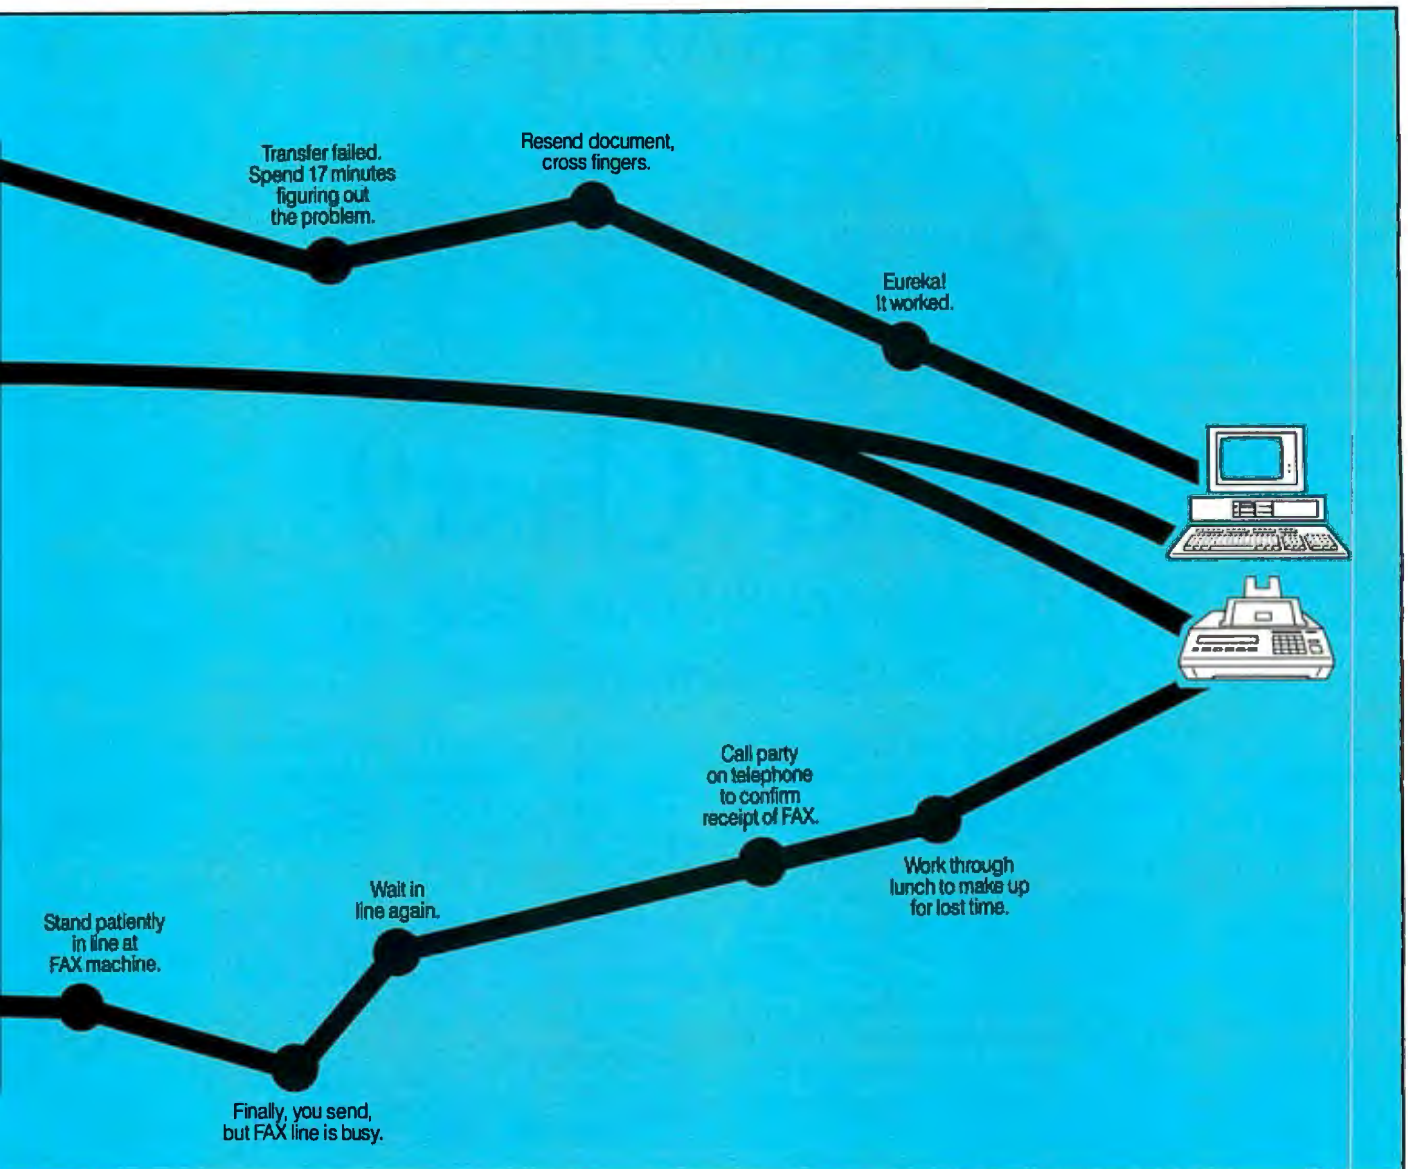 Transfer failed.
Spend 17 minutes
figuring out
the problem.
Resend document,
cross fingers.
Eureka!
It worked.
Call party
on telephone
to confirm
receipt of FAX.
Work through
lunch to make up
for lost time.
Wait in
line again.
Stand patiently
in line at
FAX machine.
Finally, you send,
but FAX line is busy.